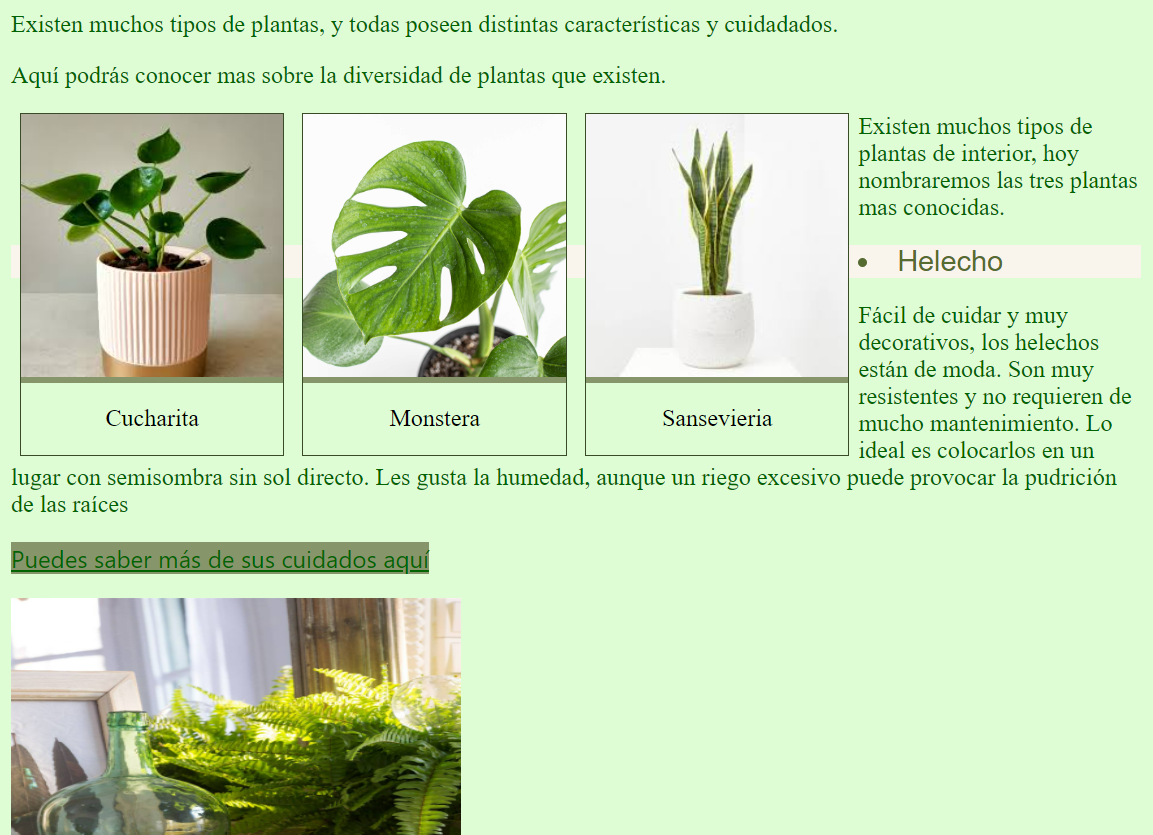 Existen muchos tipos de plantas, y todas poseen distintas características y cuidadados.
Aquí podrás conocer mas sobre la diversidad de plantas que existen.
Cucharita
Monstera
Sansevieria
Existen muchos tipos de
plantas de interior, hoy
nombraremos las tres plantas
mas conocidas.
• Helecho
Fácil de cuidar y muy
decorativos, los helechos
están de moda. Son muy
resistentes y no requieren de
mucho mantenimiento. Lo
ideal es colocarlos en un
lugar con semisombra sin sol directo. Les gusta la humedad, aunque un riego excesivo puede provocar la pudrición
de las raíces
Puedes saber más de sus cuidados aquí